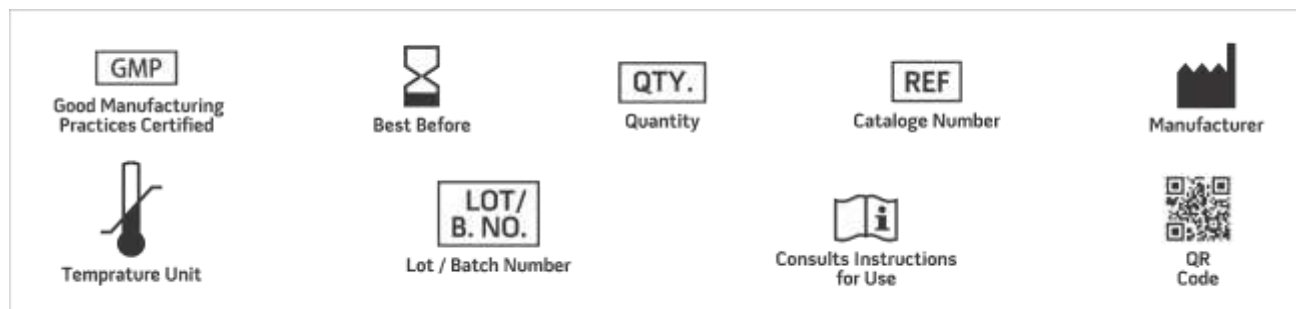 GMP
Good Manufacturing
Practices Certified
Best Before
QTY.
Quantity
REF
Cataloge Number
Manufacturer
Temprature Unit
LOT/
B. NO.
Lot / Batch Number
i
Consults Instructions
for Use
QR
Code